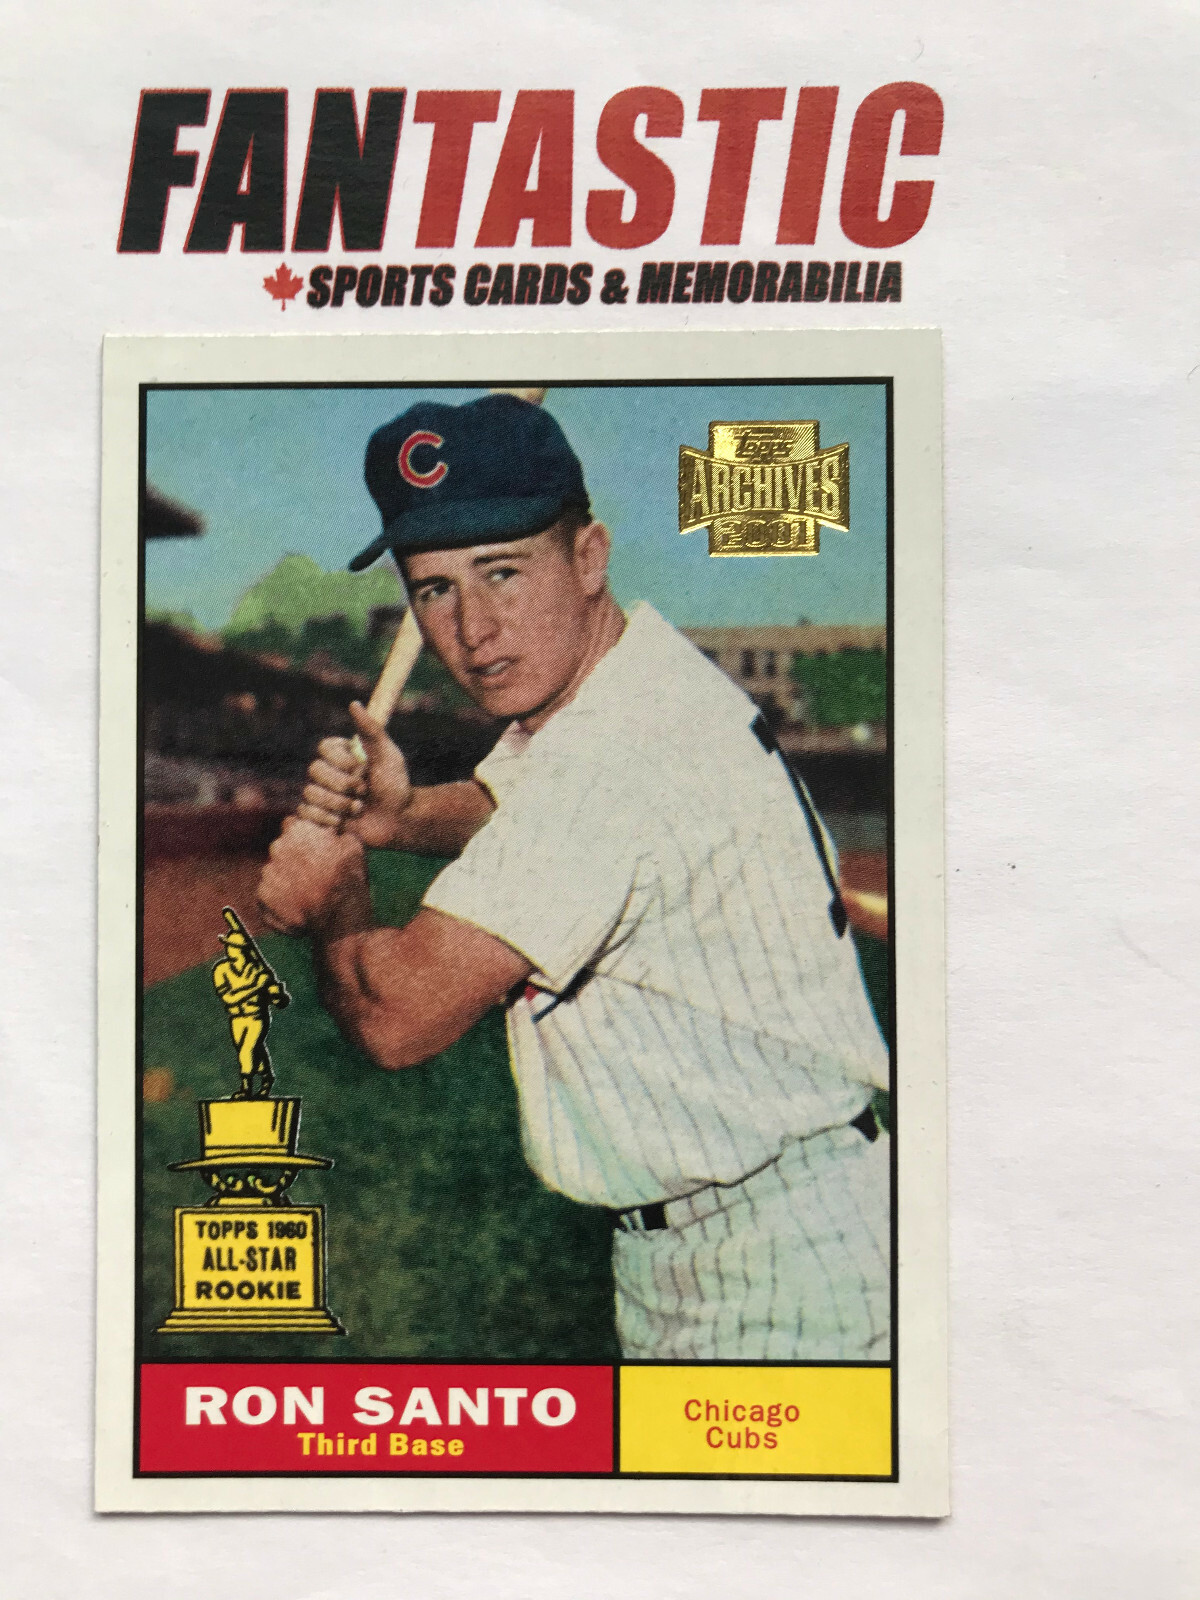 FANTASTIC
SPORTS CARDS & MEMORABILIA
C
Topps
ARCHIVES
2001
TOPPS 1960
ALL-STAR
ROOKIE
RON SANTO
Third Base
Chicago
Cubs